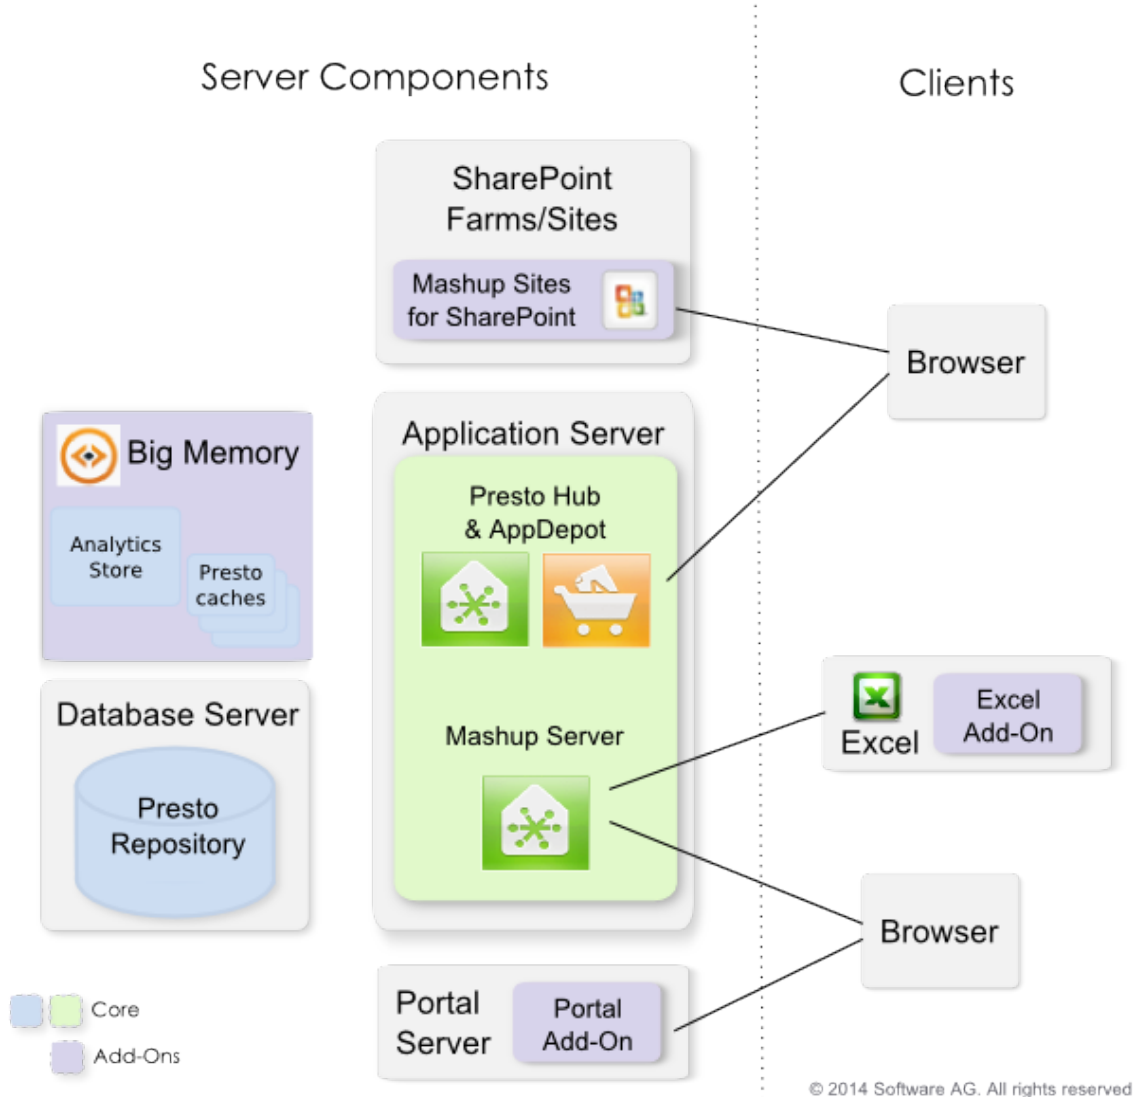 Server Components
Clients
SharePoint
Farms/Sites
Mashup Sites
for SharePoint
Browser
Application Server
Big Memory
Presto Hub
& AppDepot
Analytics
Store
Presto
caches
Excel
Excel
Add-On
Database Server
Mashup Server
Presto
Repository
Browser
Portal
Server
Portal
Add-On
Core
Add-Ons
© 2014 Software AG. All rights reserved